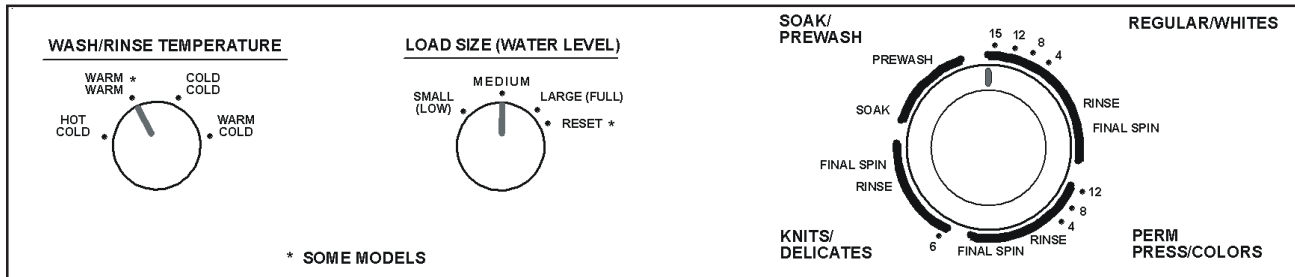 WASH/RINSE TEMPERATURE
WARM *
WARM
COLD
COLD
HOT
COLD
WARM
COLD
LOAD SIZE (WATER LEVEL)
MEDIUM
SMALL
(LOW)
LARGE (FULL)
RESET *
* SOME MODELS
SOAK/
PREWASH
REGULAR/WHITES
15
12
8
4
PREWASH
SOAK
RINSE
FINAL SPIN
FINAL SPIN
RINSE
12
8
4
RINSE
FINAL SPIN
6
KNITS/
DELICATES
PERM
PRESS/COLORS